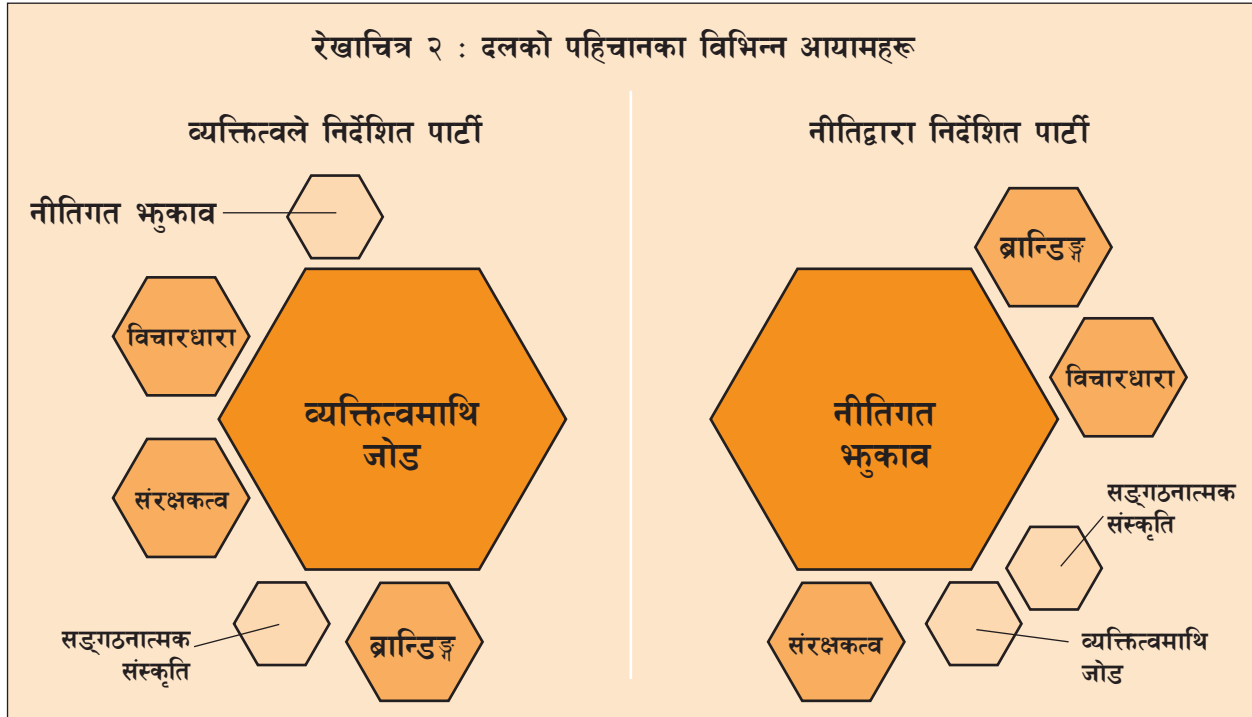 रेखाचित्र २ : दलको पहिचानका विभिन्न आयामहरू
व्यक्तित्वले निर्देशित पार्टी
नीतिगत झुकाव
विचारधारा
व्यक्तित्वमाथि
जोड
संरक्षकत्व
सङ्गठनात्मक
संस्कृति
ब्रान्डिङ्ग
नीतिद्वारा निर्देशित पार्टी
ब्रान्डिङ्ग
विचारधारा
नीतिगत
झुकाव
सङ्गठनात्मक
संस्कृति
संरक्षकत्व
व्यक्तित्वमाथि
जोड